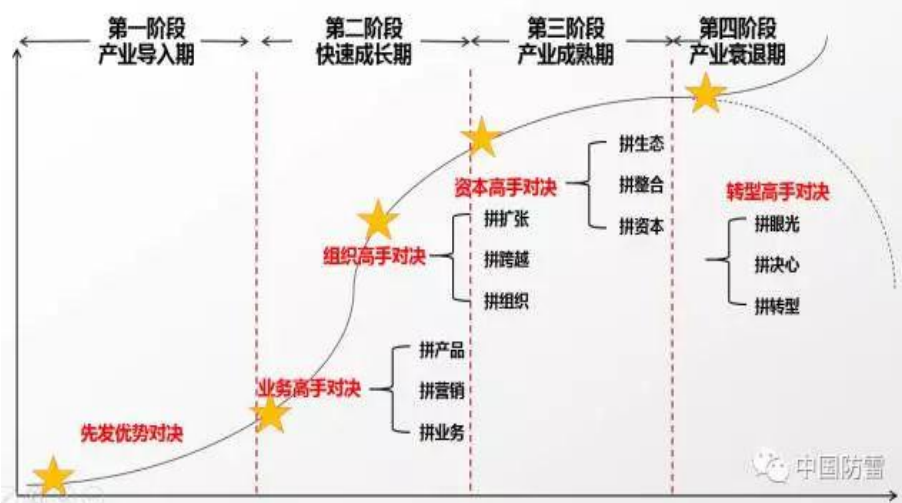 第一阶段
产业导入期
第二阶段
快速成长期
第三阶段
产业成熟期
第四阶段
产业衰退期
先发优势对决
业务高手对决
拼产品
拼营销
拼业务
组织高手对决
拼扩张
拼跨越
拼组织
资本高手对决
拼生态
拼整合
拼资本
转型高手对决
拼眼光
拼决心
拼转型
中国防雷